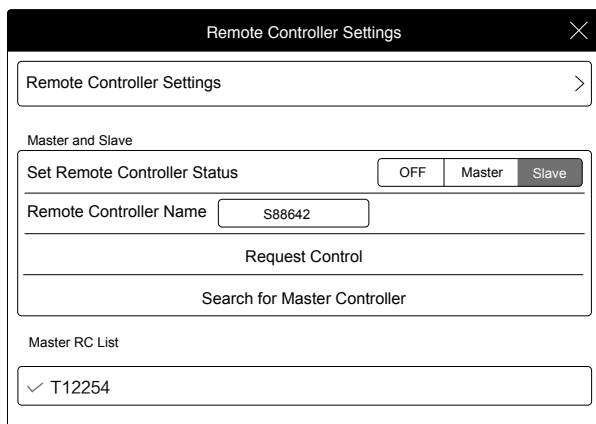 Remote Controller Settings
Remote Controller Settings
Master and Slave
Set Remote Controller Status OFF Master Slave
Remote Controller Name S88642
Request Control
Search for Master Controller
Master RC List
T12254